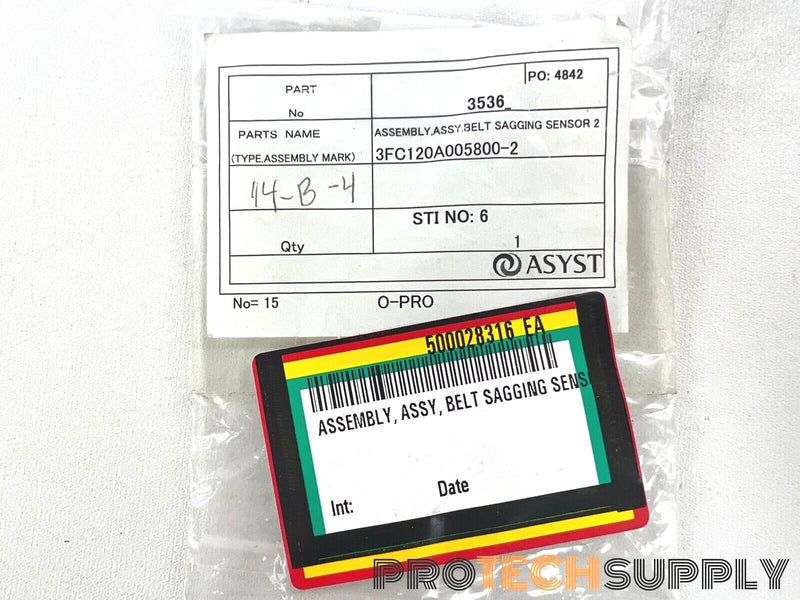 PART
No
PO: 4842
3536_
PARTS NAME
(TYPE,ASSEMBLY MARK)
ASSEMBLY,ASSY,BELT SAGGING SENSOR 2
3FC120A005800-2
14-B-4
STI NO: 6
Qty
1
ASYST
No= 15
O-PRO
500028316 EA
ASSEMBLY, ASSY, BELT SAGGING SENS
Int:
Date
PROTECHSUPPLY